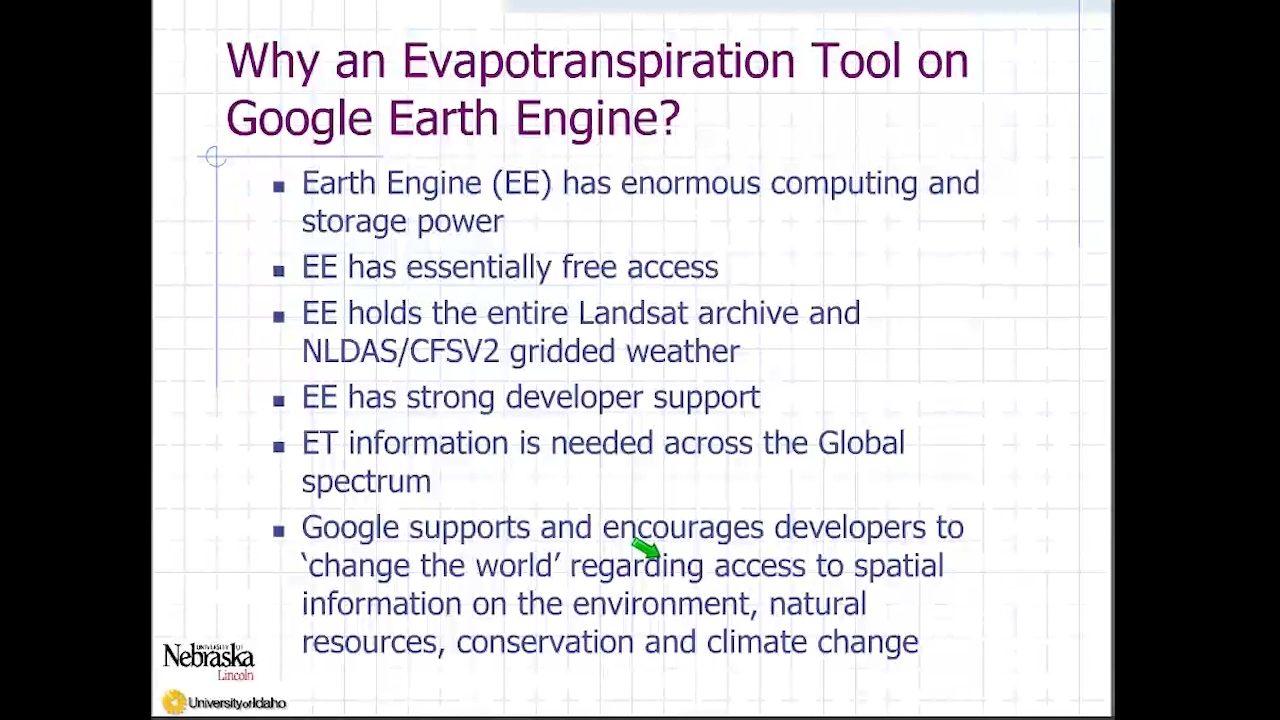 Why an Evapotranspiration Tool on
Google Earth Engine?
Earth Engine (EE) has enormous computing and
storage power
EE has essentially free access
EE holds the entire Landsat archive and
NLDAS/CFSV2 gridded weather
EE has strong developer support
ET information is needed across the Global
spectrum
Google supports and encourages developers to
‘change the world’ regarding access to spatial
information on the environment, natural
resources, conservation and climate change
UNIVERSITY OF
Nebraska
Lincoln
University of Idaho